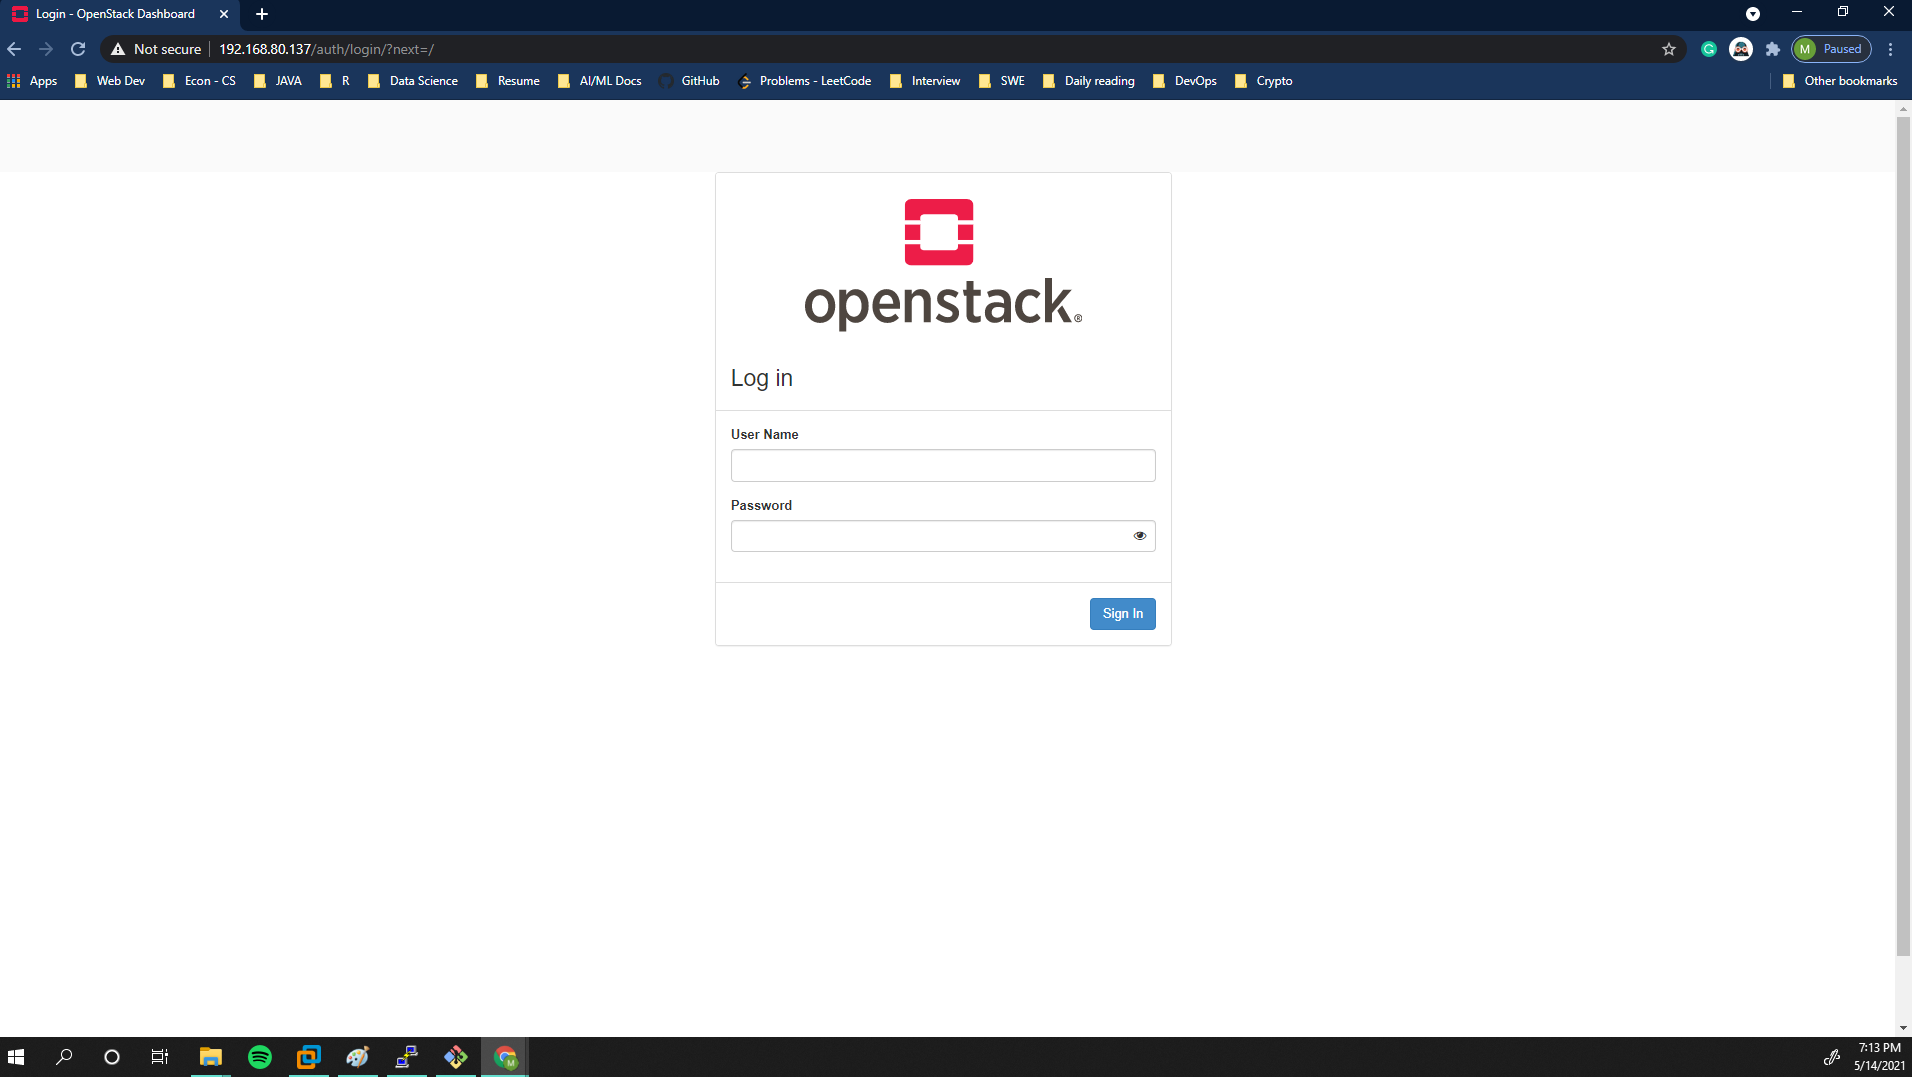 Login - OpenStack Dashboard
Not secure 192.168.80.137/auth/login/?next=/
M Paused
Apps Web Dev Econ - CS JAVA R Data Science Resume AI/ML Docs GitHub Problems - LeetCode Interview SWE Daily reading DevOps Crypto Other bookmarks
openstack®
Log in
User Name
Password
Sign In
7:13 PM
5/14/2021